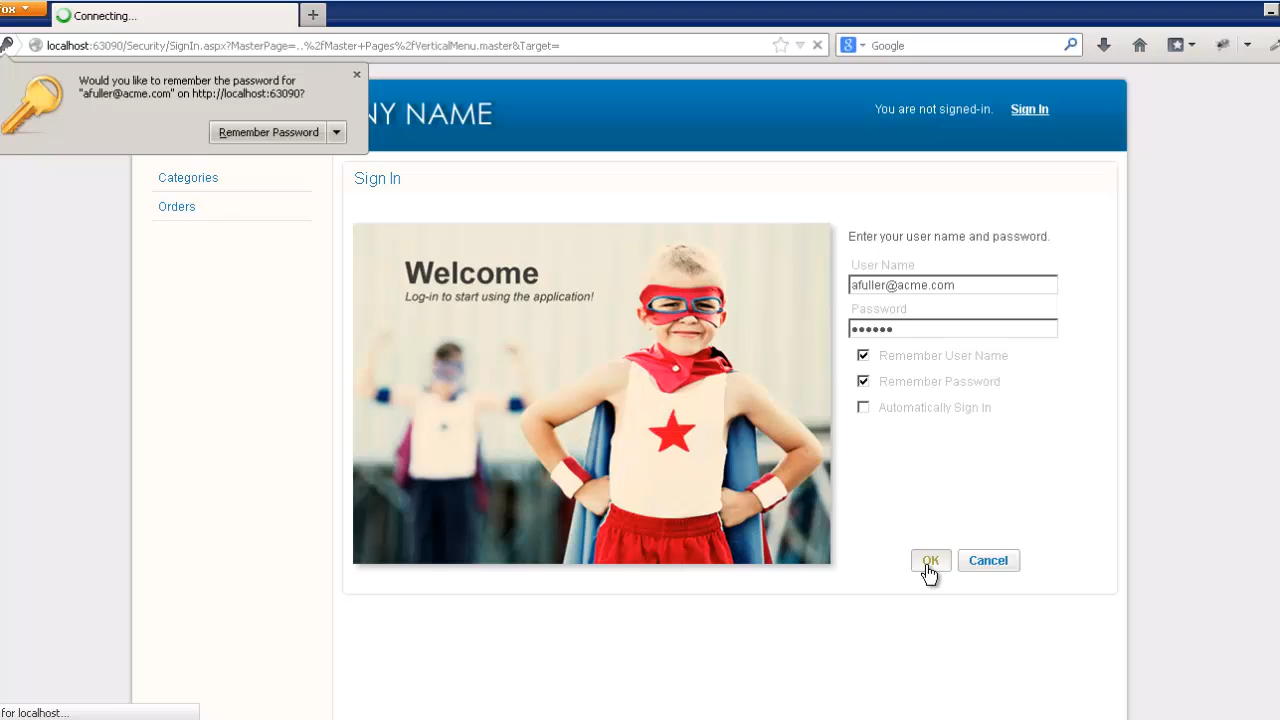 Connecting...
localhost:63090/Security/SignIn.aspx?MasterPage=..%2fMaster+Pages%2fVerticalMenu.master&Target=
Google
Would you like to remember the password for
"afuller@acme.com" on http://localhost:63090?
Remember Password
NY NAME
You are not signed-in.
Sign In
Categories
Orders
Sign In
Welcome
Log-in to start using the application!
Enter your user name and password.
User Name
afuller@acme.com
Password
Remember User Name
Remember Password
Automatically Sign In
OK
Cancel
for localhost...